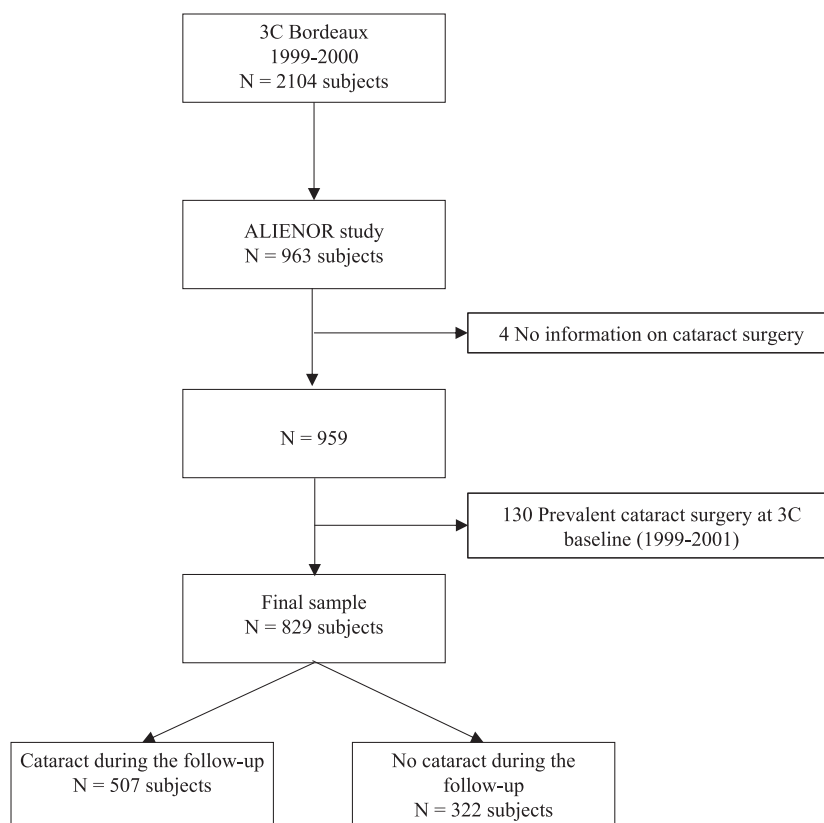 3C Bordeaux
1999-2000
N = 2104 subjects
ALIENOR study
N = 963 subjects
4 No information on cataract surgery
N = 959
130 Prevalent cataract surgery at 3C
baseline (1999-2001)
Final sample
N = 829 subjects
Cataract during the follow-up
N = 507 subjects
No cataract during the
follow-up
N = 322 subjects